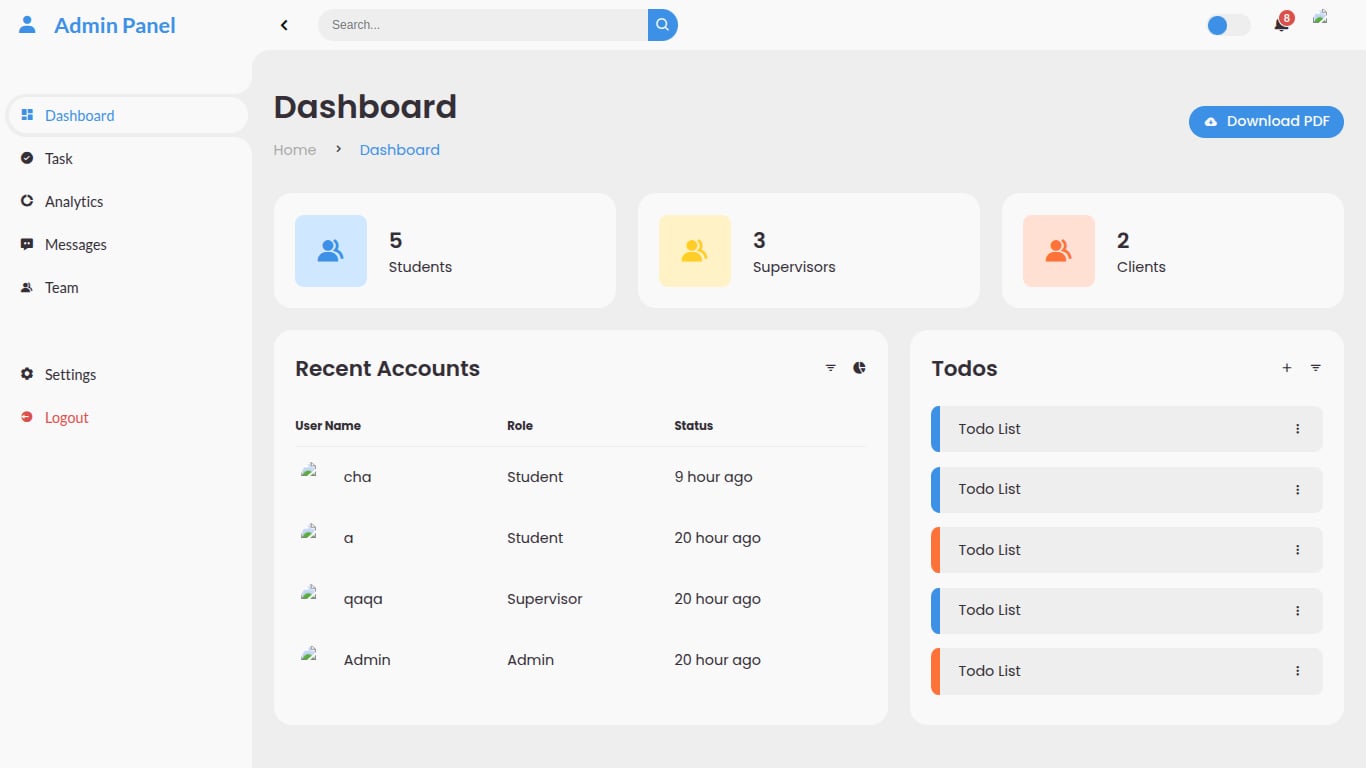 Admin Panel
Search...
8
Dashboard
Task
Analytics
Messages
Team
Settings
Logout
Dashboard
Home > Dashboard
Download PDF
5
Students
3
Supervisors
2
Clients
Recent Accounts
User Name Role Status
cha Student 9 hour ago
a Student 20 hour ago
qaqa Supervisor 20 hour ago
Admin Admin 20 hour ago
Todos
Todo List
Todo List
Todo List
Todo List
Todo List